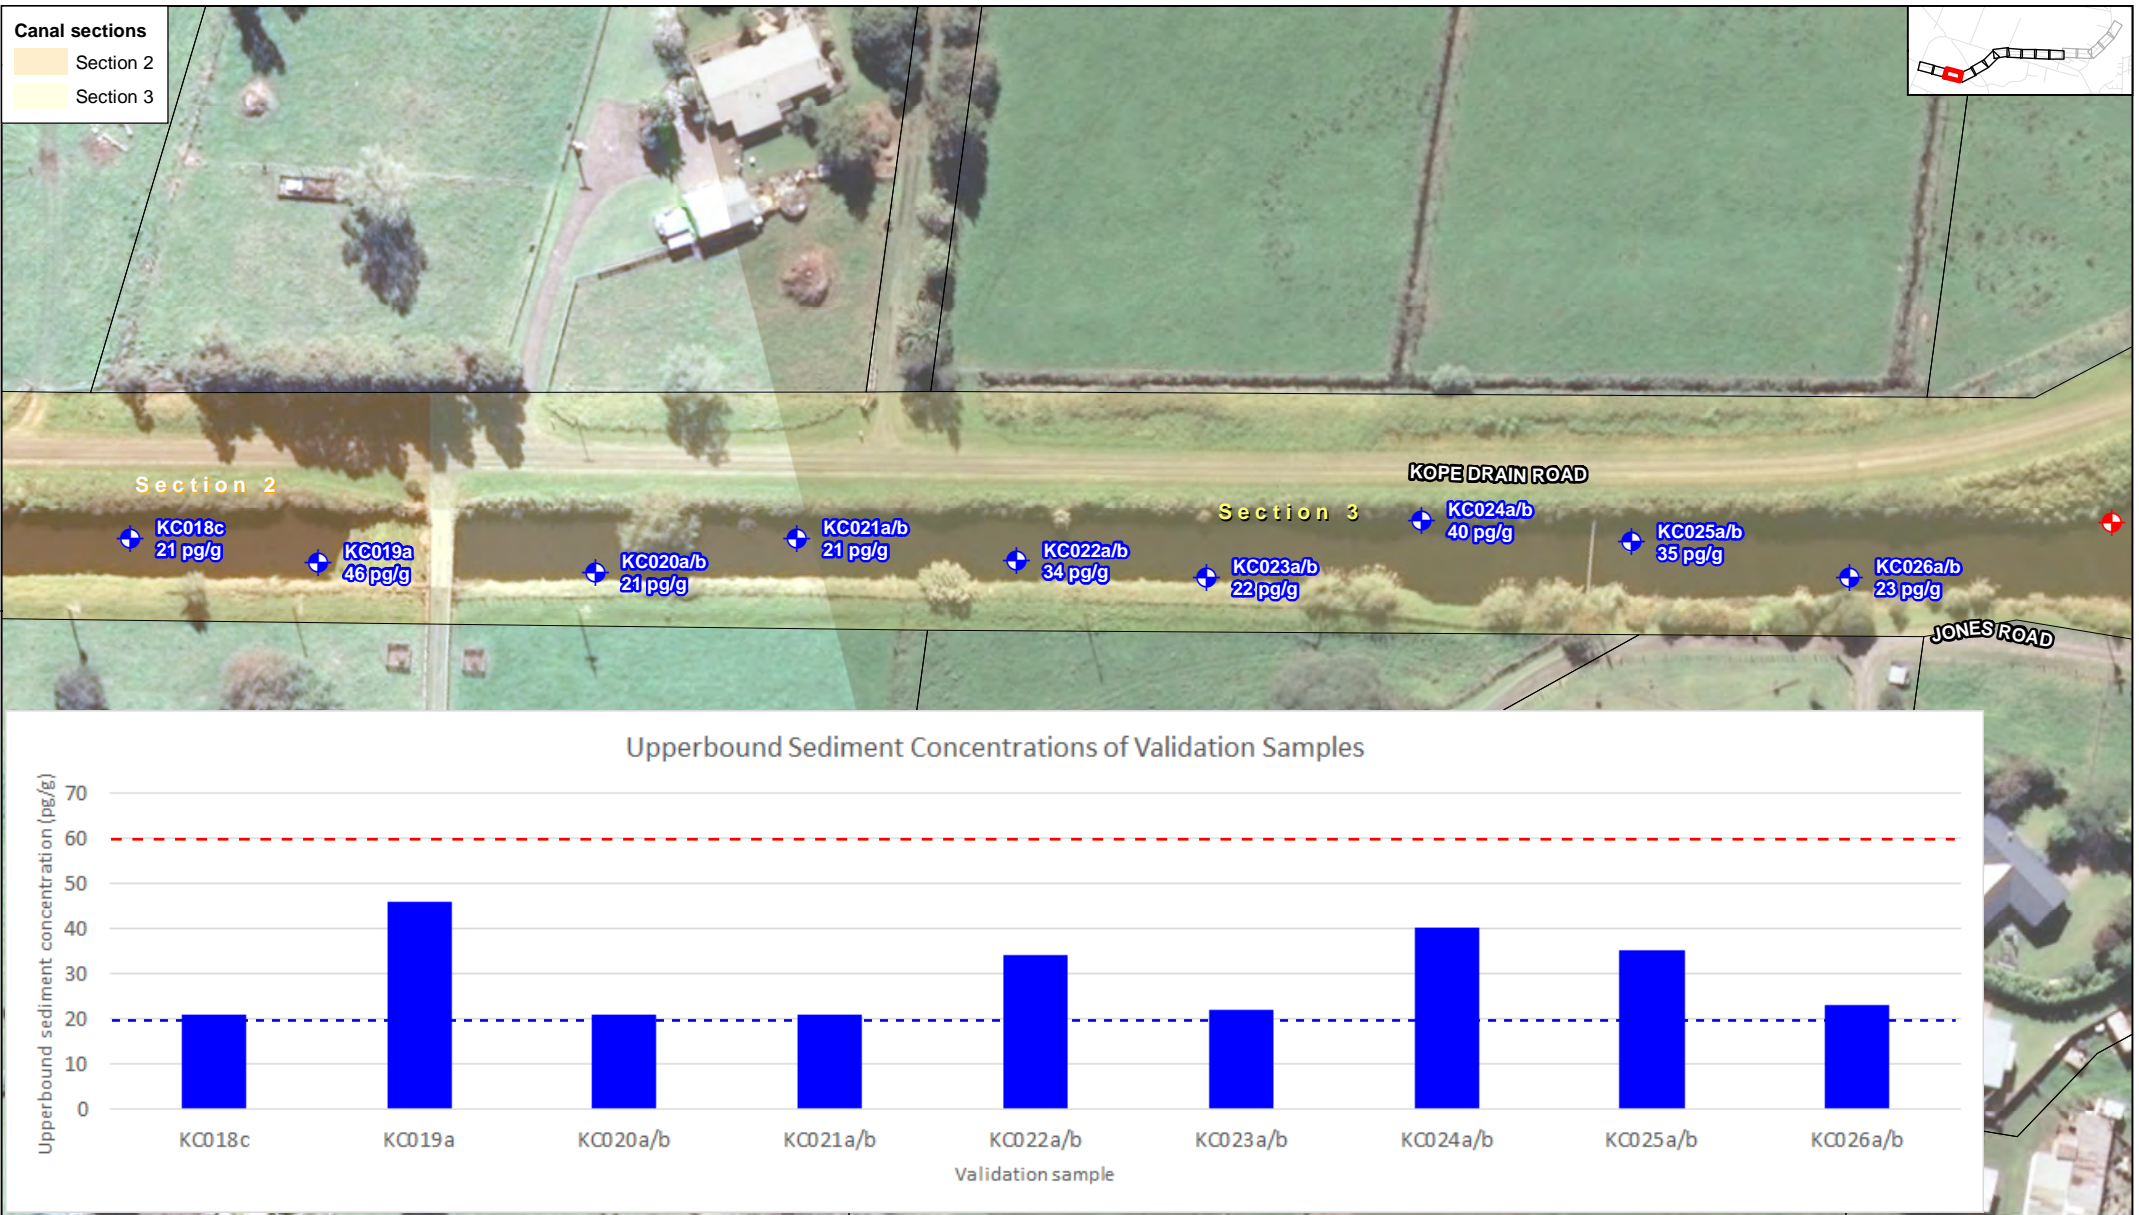 Canal sections
Section 2
Section 3
KOPE DRAIN ROAD
Section 2
Section 3
KC018c
21 pg/g
KC019a
46 pg/g
KC020a/b
21 pg/g
KC021a/b
21 pg/g
KC022a/b
34 pg/g
KC023a/b
22 pg/g
KC024a/b
40 pg/g
KC025a/b
35 pg/g
KC026a/b
23 pg/g
JONES ROAD
Upperbound Sediment Concentrations of Validation Samples
Upperbound sediment concentration (pg/g)
70
60
50
40
30
20
10
0
KC018c KC019a KC020a/b KC021a/b KC022a/b KC023a/b KC024a/b KC025a/b KC026a/b
Validation sample